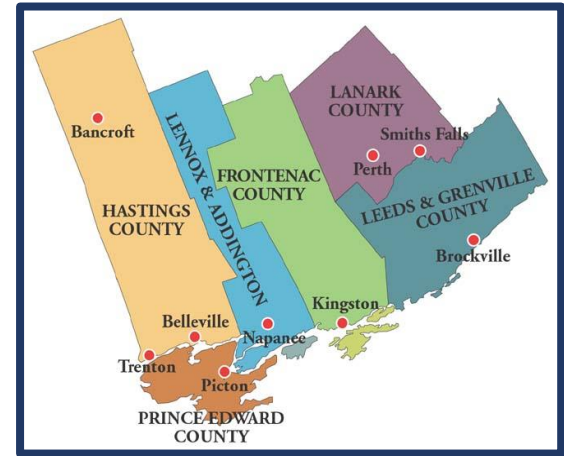 LANARK
COUNTY
Smiths Falls
Perth
Bancroft
LENNOX & ADDINGTON
FRONTENAC
COUNTY
LEEDS & GRENVILLE
COUNTY
HASTINGS
COUNTY
Brockville
Kingston
Belleville
Napanee
Trenton
Picton
PRINCE EDWARD
COUNTY